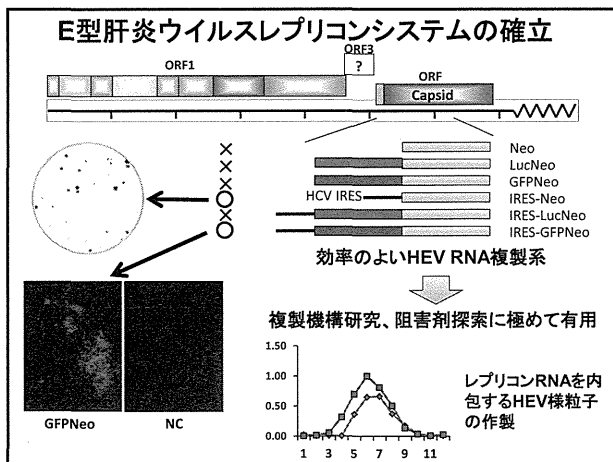 E型肝炎ウイルスレプリコンシステムの確立
ORF1
ORF3
?
ORF
Capsid
Neo
LucNeo
GFPNeo
HCV IRES
IRES-Neo
IRES-LucNeo
IRES-GFPNeo
効率のよいHEV RNA複製系
複製機構研究、阻害剤探索に極めて有用
GFPNeo
NC
1.50
1.00
0.50
0.00
1 3 5 7 9 11
レプリコンRNAを内
包するHEV様粒子
の作製